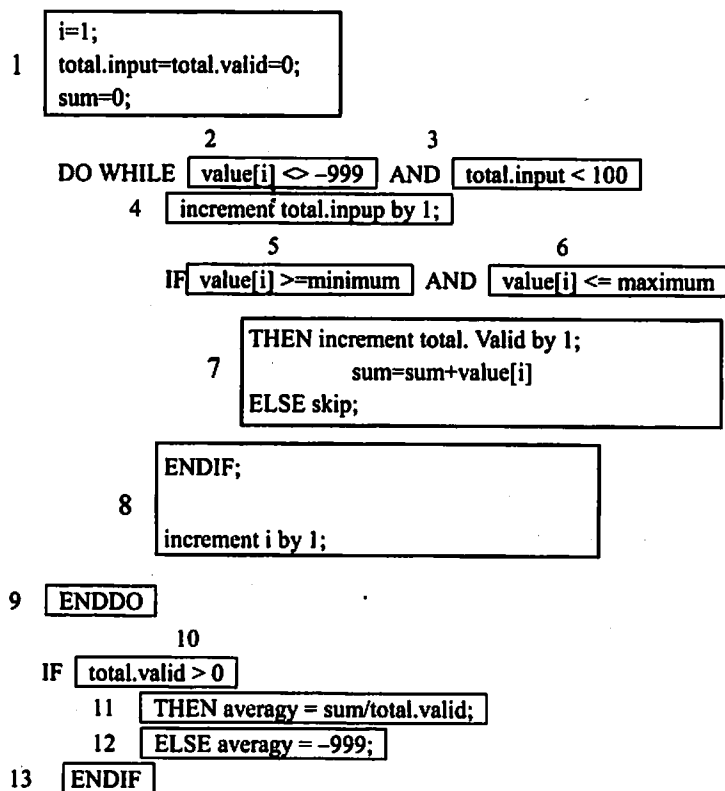 i=1;
1 total.input=total.valid=0;
sum=0;
2 3
DO WHILE value[i] <> –999 AND total.input < 100
4 increment total.inpup by 1;
5 6
IF value[i] >=minimum AND value[i] <= maximum
THEN increment total. Valid by 1;
7 sum=sum+value[i]
ELSE skip;
ENDIF;
8
increment i by 1;
9 ENDDO
10
IF total.valid > 0
11 THEN averagy = sum/total.valid;
12 ELSE averagy = –999;
13 ENDIF